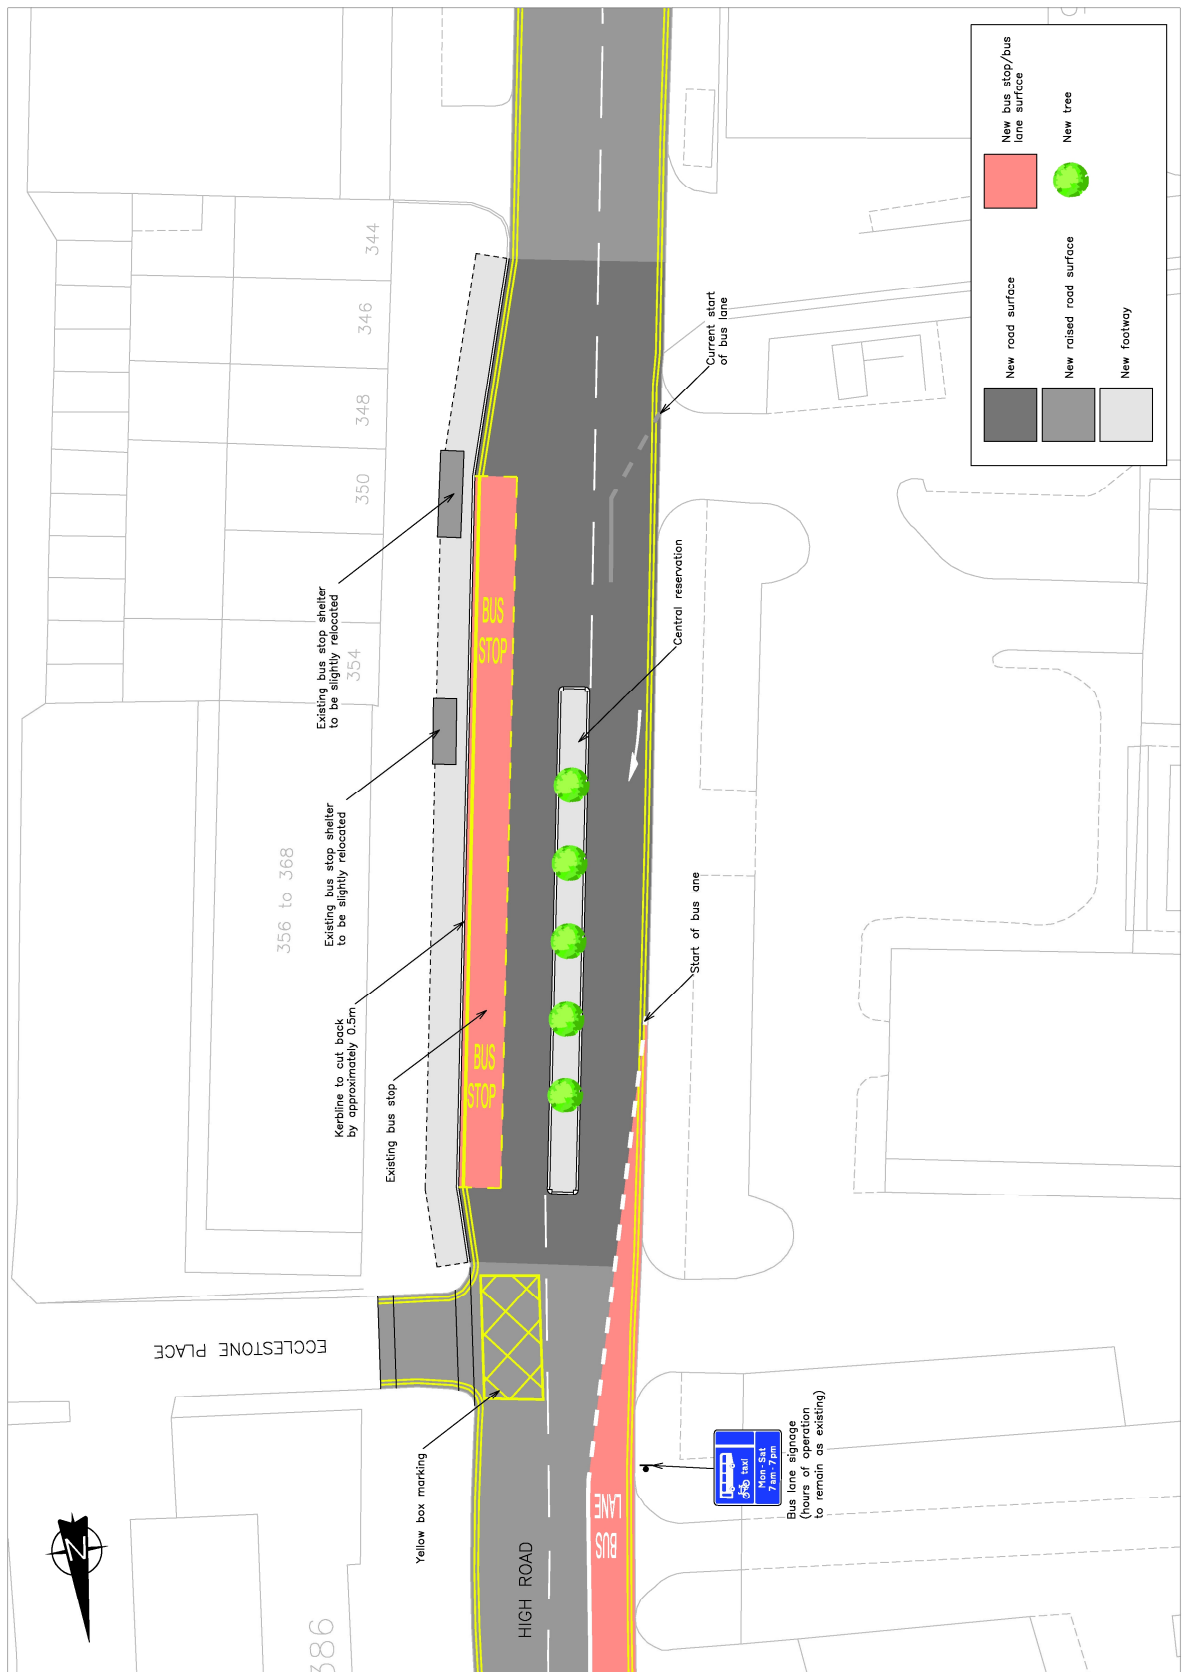 New road surface
New raised road surface
New footway
New bus stop/bus
lane surface
New tree
344
346
348
350
354
356 to 368
386
Existing bus stop shelter
to be slightly relocated
Existing bus stop shelter
to be slightly relocated
Kerbline to cut back
by approximately 0.5m
Existing bus stop
BUS
STOP
BUS
STOP
Current start
of bus lane
Central reservation
Start of bus ane
ECCLESTONE PLACE
Yellow box marking
HIGH ROAD
BUS
LANE
taxi
Mon - Sat
7 am - 7 pm
Bus lane signage
(hours of operation
to remain as existing)
N